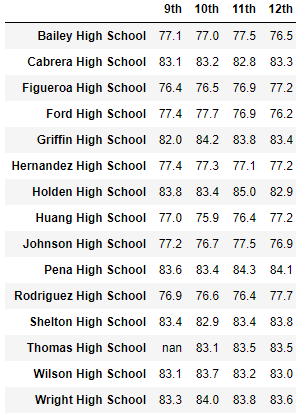 9th 10th 11th 12th
Bailey High School 77.1 77.0 77.5 76.5
Cabrera High School 83.1 83.2 82.8 83.3
Figueroa High School 76.4 76.5 76.9 77.2
Ford High School 77.4 77.7 76.9 76.2
Griffin High School 82.0 84.2 83.8 83.4
Hernandez High School 77.4 77.3 77.1 77.2
Holden High School 83.8 83.4 85.0 82.9
Huang High School 77.0 75.9 76.4 77.2
Johnson High School 77.2 76.7 77.5 76.9
Pena High School 83.6 83.4 84.3 84.1
Rodriguez High School 76.9 76.6 76.4 77.7
Shelton High School 83.4 82.9 83.4 83.8
Thomas High School nan 83.1 83.5 83.5
Wilson High School 83.1 83.7 83.2 83.0
Wright High School 83.3 84.0 83.8 83.6